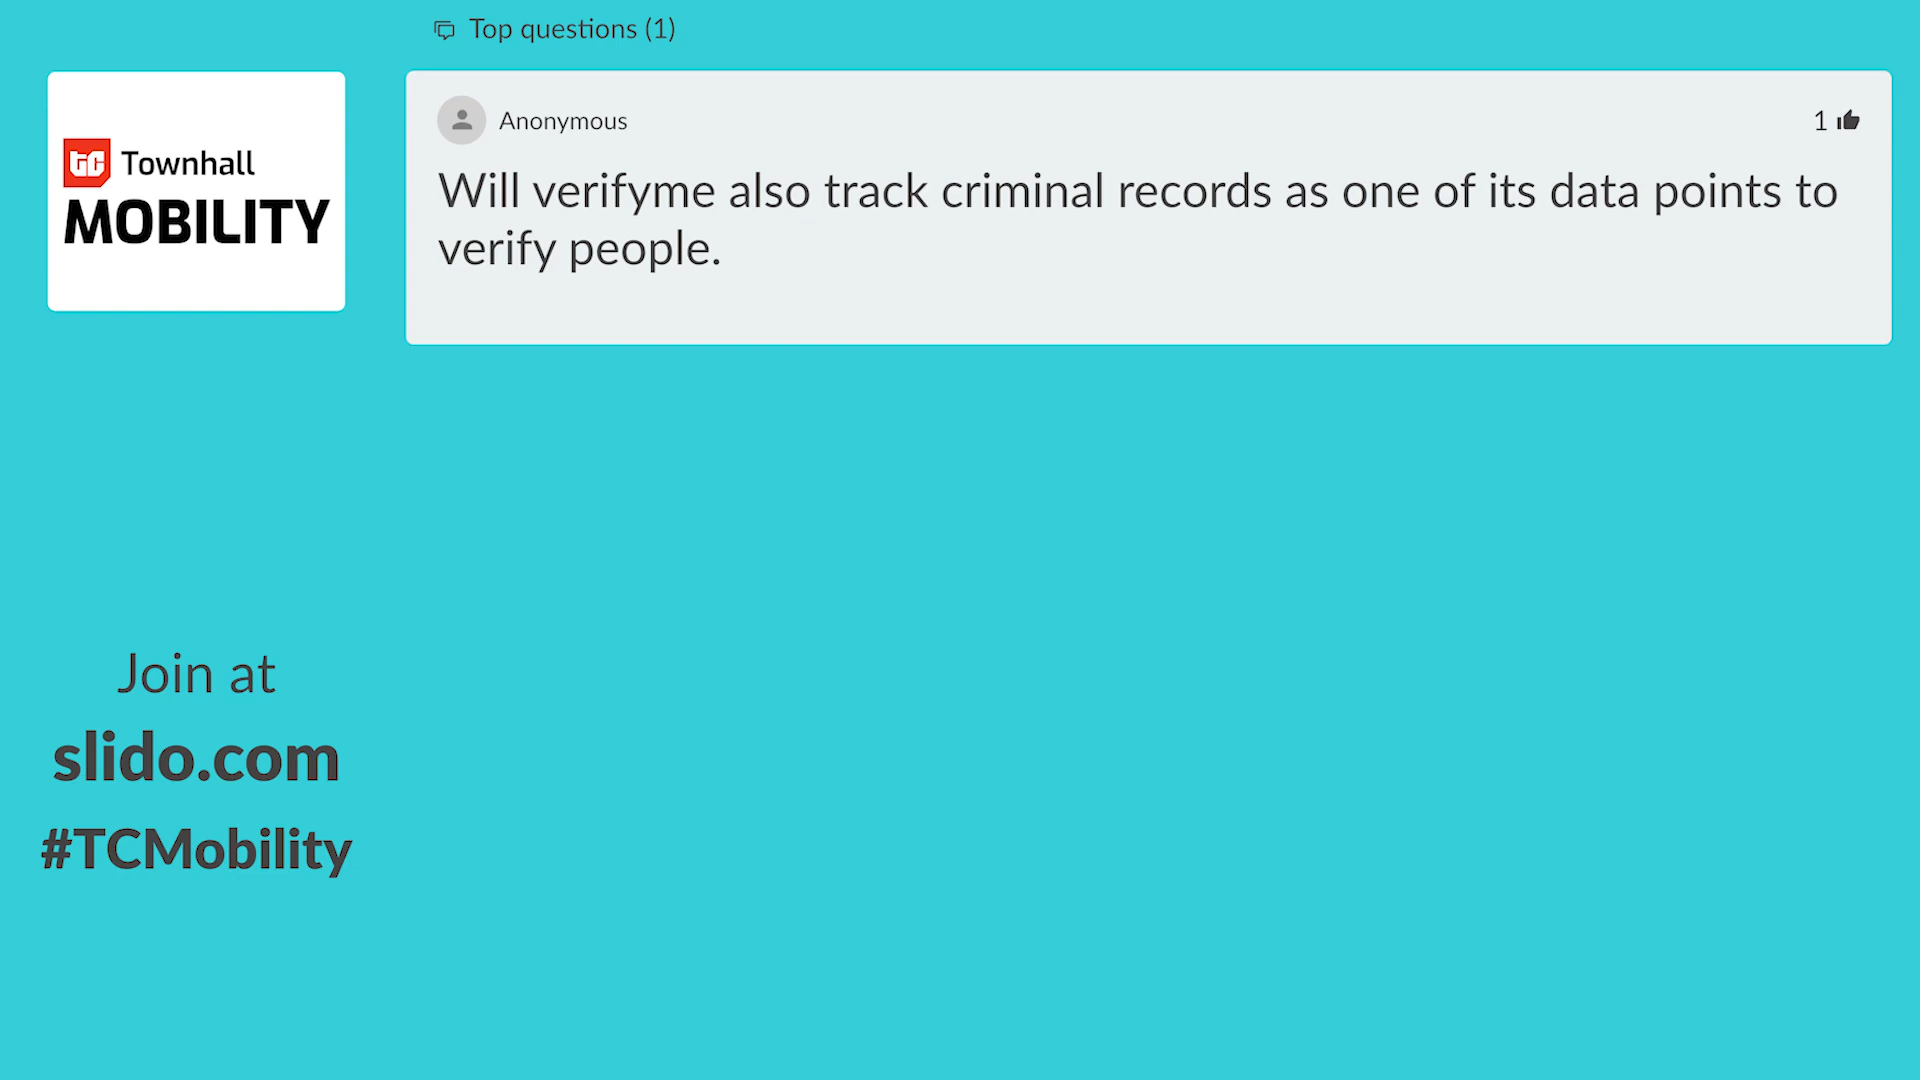 Top questions (1)
tc Townhall
MOBILITY
Anonymous
1
Will verifyme also track criminal records as one of its data points to
verify people.
Join at
slido.com
#TCMobility